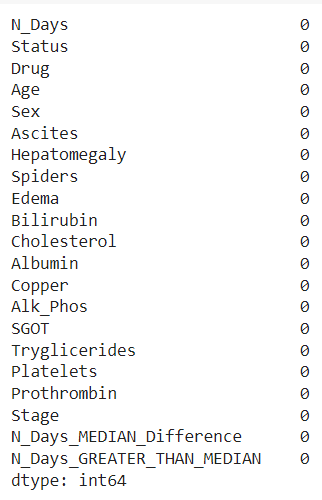 N_Days 0
Status 0
Drug 0
Age 0
Sex 0
Ascites 0
Hepatomegaly 0
Spiders 0
Edema 0
Bilirubin 0
Cholesterol 0
Albumin 0
Copper 0
Alk_Phos 0
SGOT 0
Tryglicerides 0
Platelets 0
Prothrombin 0
Stage 0
N_Days_MEDIAN_Difference 0
N_Days_GREATER_THAN_MEDIAN 0
dtype: int64